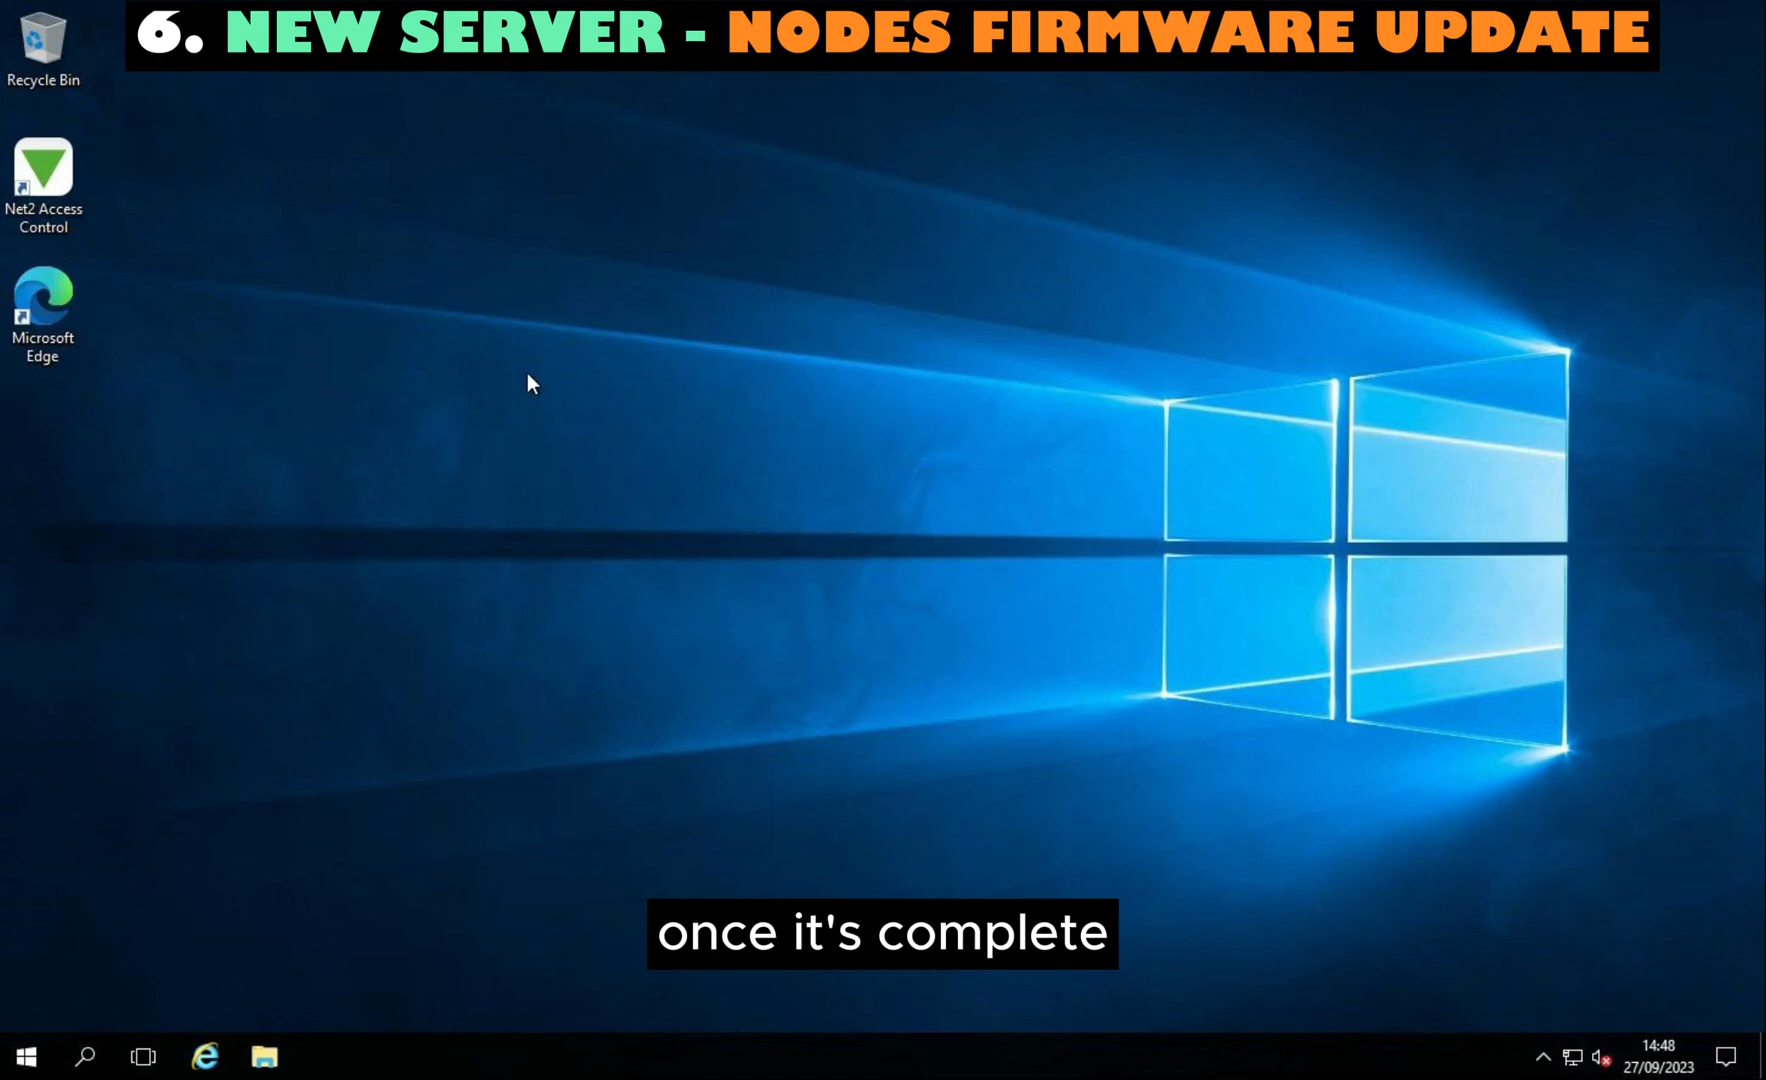 6. NEW SERVER - NODES FIRMWARE UPDATE
Recycle Bin
Net2 Access
Control
Microsoft
Edge
once it's complete
14:48
27/09/2023